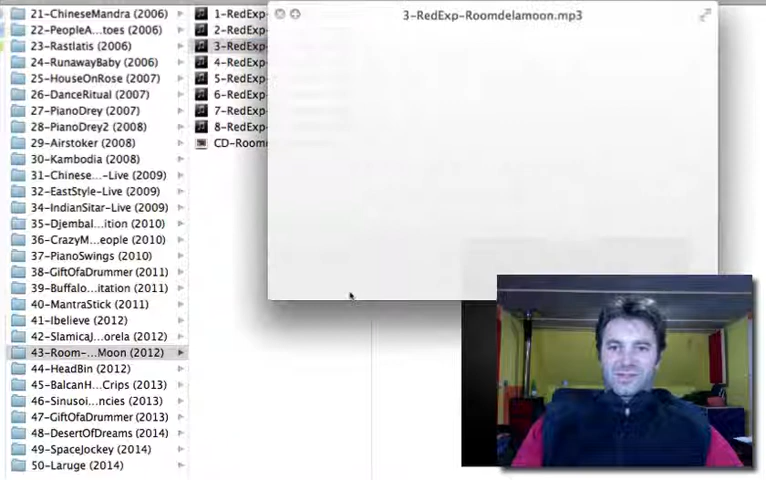 21-ChineseMandra (2006)
22-PeopleA...toes (2006)
23-Rastlatis (2006)
24-RunawayBaby (2006)
25-HouseOnRose (2007)
26-DanceRitual (2007)
27-PianoDrey (2007)
28-PianoDrey2 (2008)
29-Airstoker (2008)
30-Kambodia (2008)
31-Chinese...-Live (2009)
32-EastStyle-Live (2009)
34-IndianSitar-Live (2009)
35-Djembal...ition (2010)
36-CrazyM...eople (2010)
37-PianoSwings (2010)
38-GiftOfaDrummer (2011)
39-Buffalo...itation (2011)
40-MantraStick (2011)
41-Ibelieve (2012)
42-SlamicaJ...orela (2012)
43-Room-...Moon (2012)
44-HeadBin (2012)
45-BalcanH...Crips (2013)
46-Sinusoi...ncies (2013)
47-GiftOfaDrummer (2013)
48-DesertOfDreams (2014)
49-SpaceJockey (2014)
50-Laruge (2014)
1-RedExp-
2-RedExp-
3-RedExp-
4-RedExp-
5-RedExp-
6-RedExp-
7-RedExp-
8-RedExp-
CD-Room
3-RedExp-Roomdelamoon.mp3